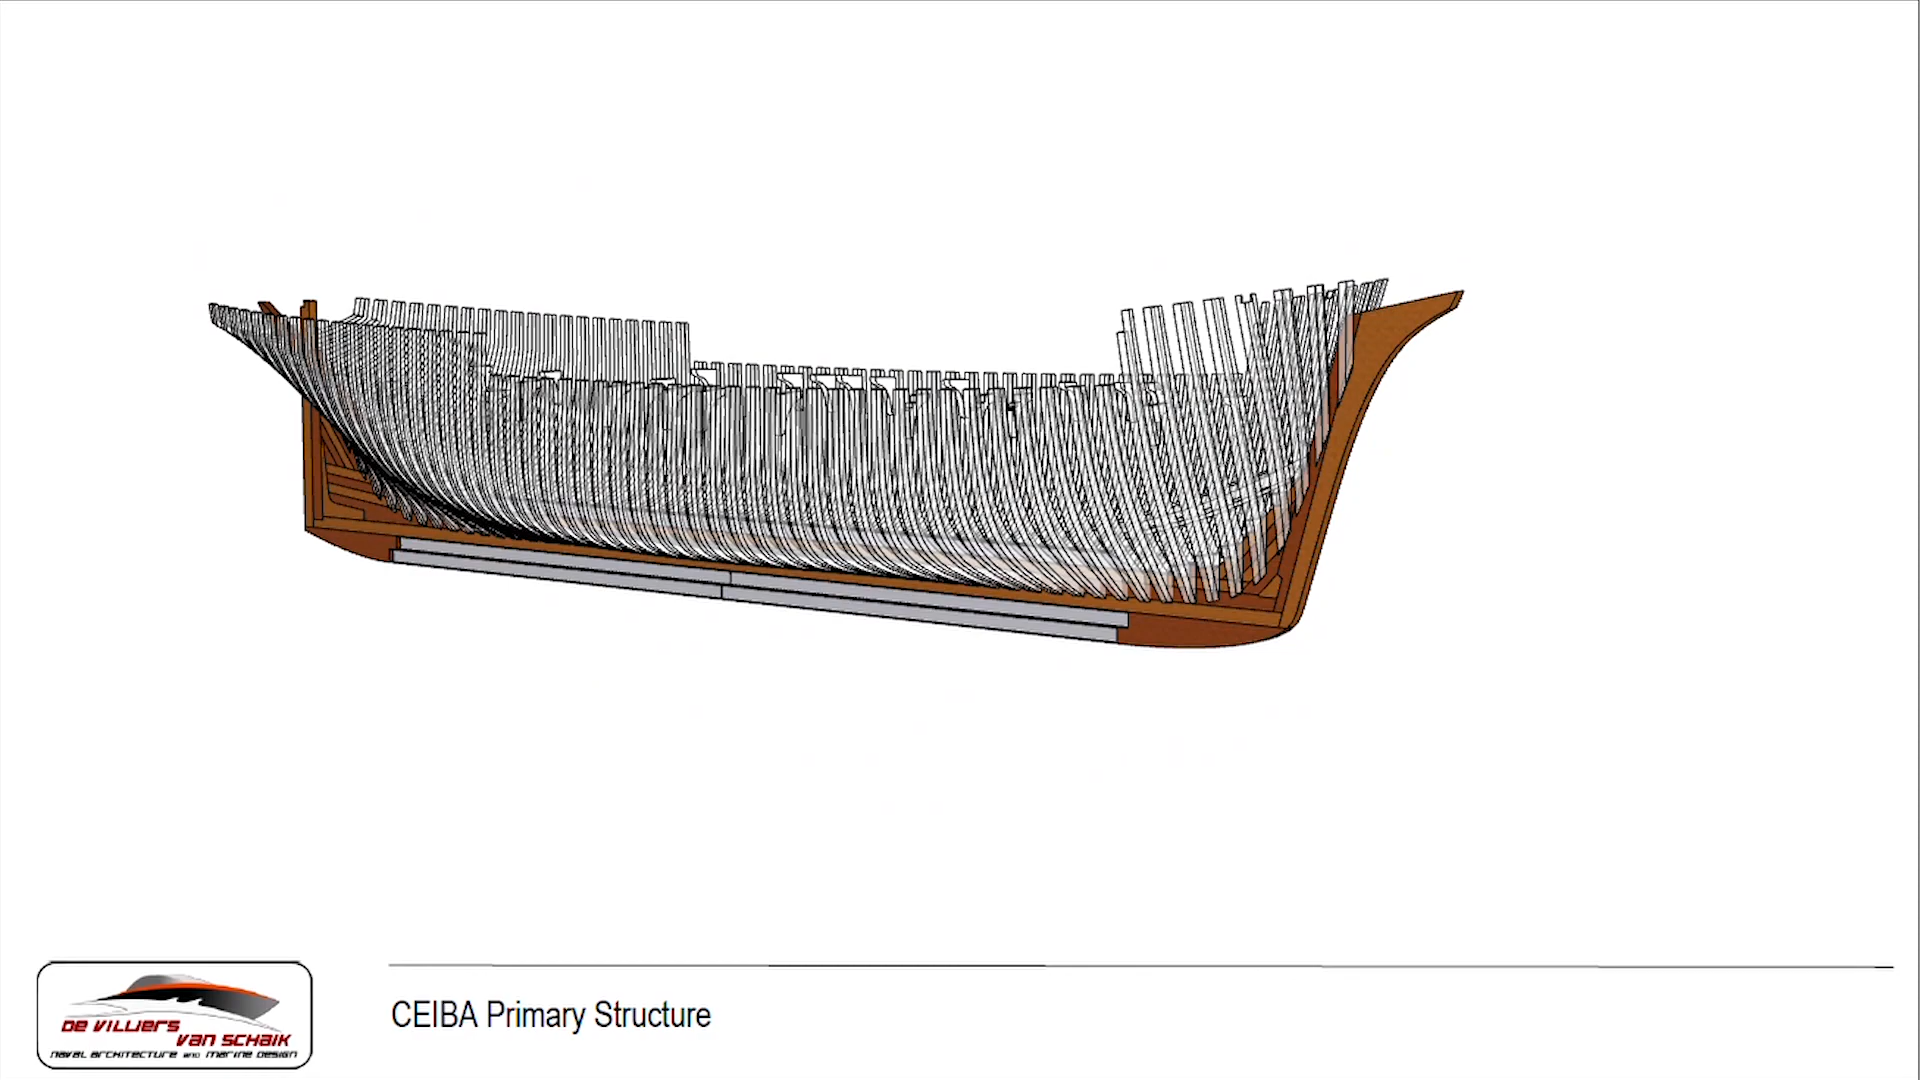 CEIBA Primary Structure
DE VILLIERS
VAN SCHAIK
NAVAL ARCHITECTURE AND MARINE DESIGN